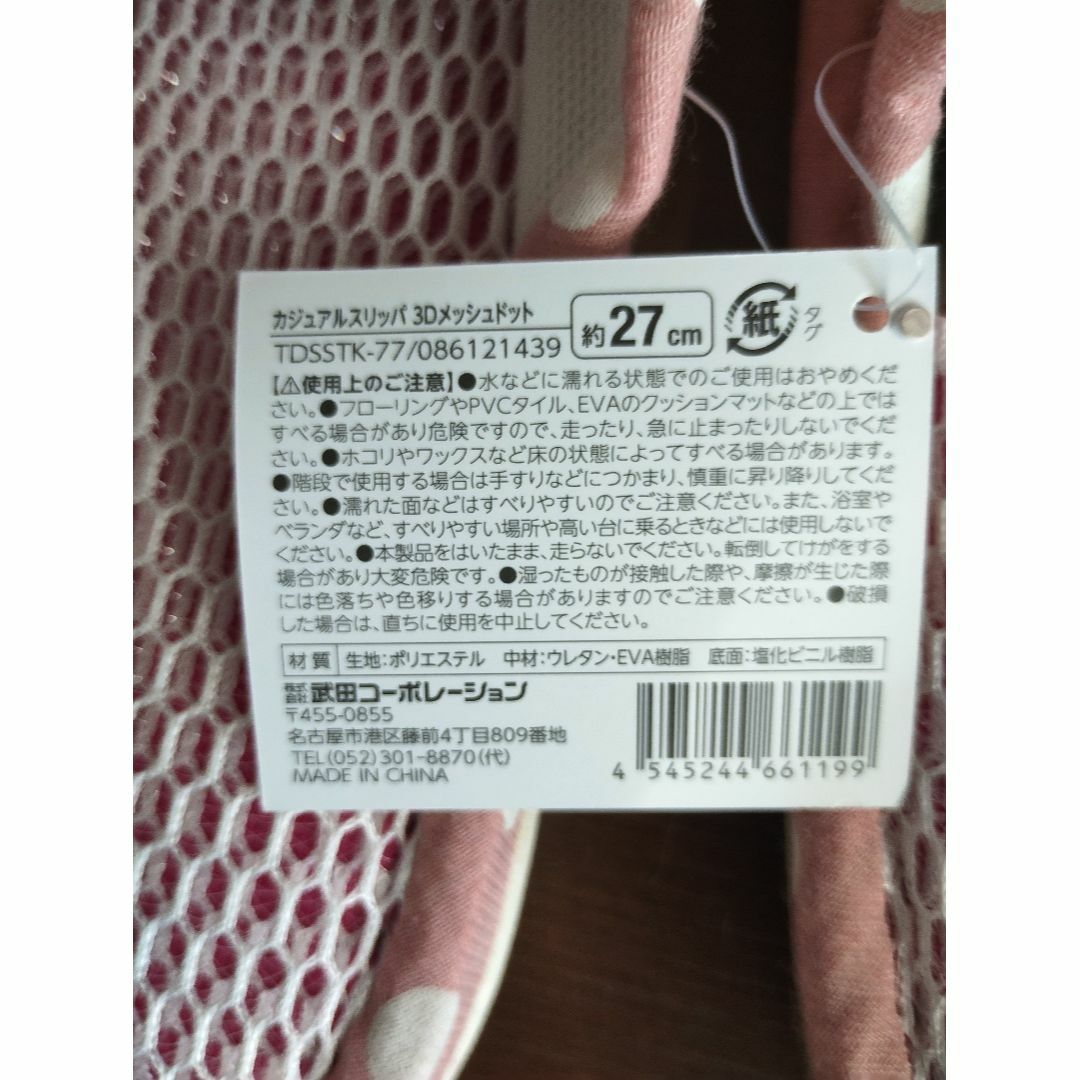 カジュアルスリッパ 3Dメッシュドット
TDSSTK-77/086121439
約27cm
紙
タグ
【⚠使用上のご注意】●水などに濡れる状態でのご使用はおやめくだ
さい。●フローリングやPVCタイル、EVAのクッションマットなどの上では
すべる場合があり危険ですので、走ったり、急に止まったりしないでくだ
さい。●ホコリやワックスなど床の状態によってすべる場合があります。
●階段で使用する場合は手すりなどにつかまり、慎重に昇り降りしてくだ
さい。●濡れた面などはすべりやすいのでご注意ください。また、浴室や
ベランダなど、すべりやすい場所や高い台に乗るときなどには使用しないで
ください。●本製品をはいたまま、走らないでください。転倒してけがをする
場合があり大変危険です。●湿ったものが接触した際や、摩擦が生じた際
には色落ちや色移りする場合がありますのでご注意ください。●破損
した場合は、直ちに使用を中止してください。
材質 生地:ポリエステル 中材:ウレタン・EVA樹脂 底面:塩化ビニル樹脂
株式会社 武田コーポレーション
〒455-0855
名古屋市港区藤前4丁目809番地
TEL(052)301-8870(代)
MADE IN CHINA
4 545244 661199